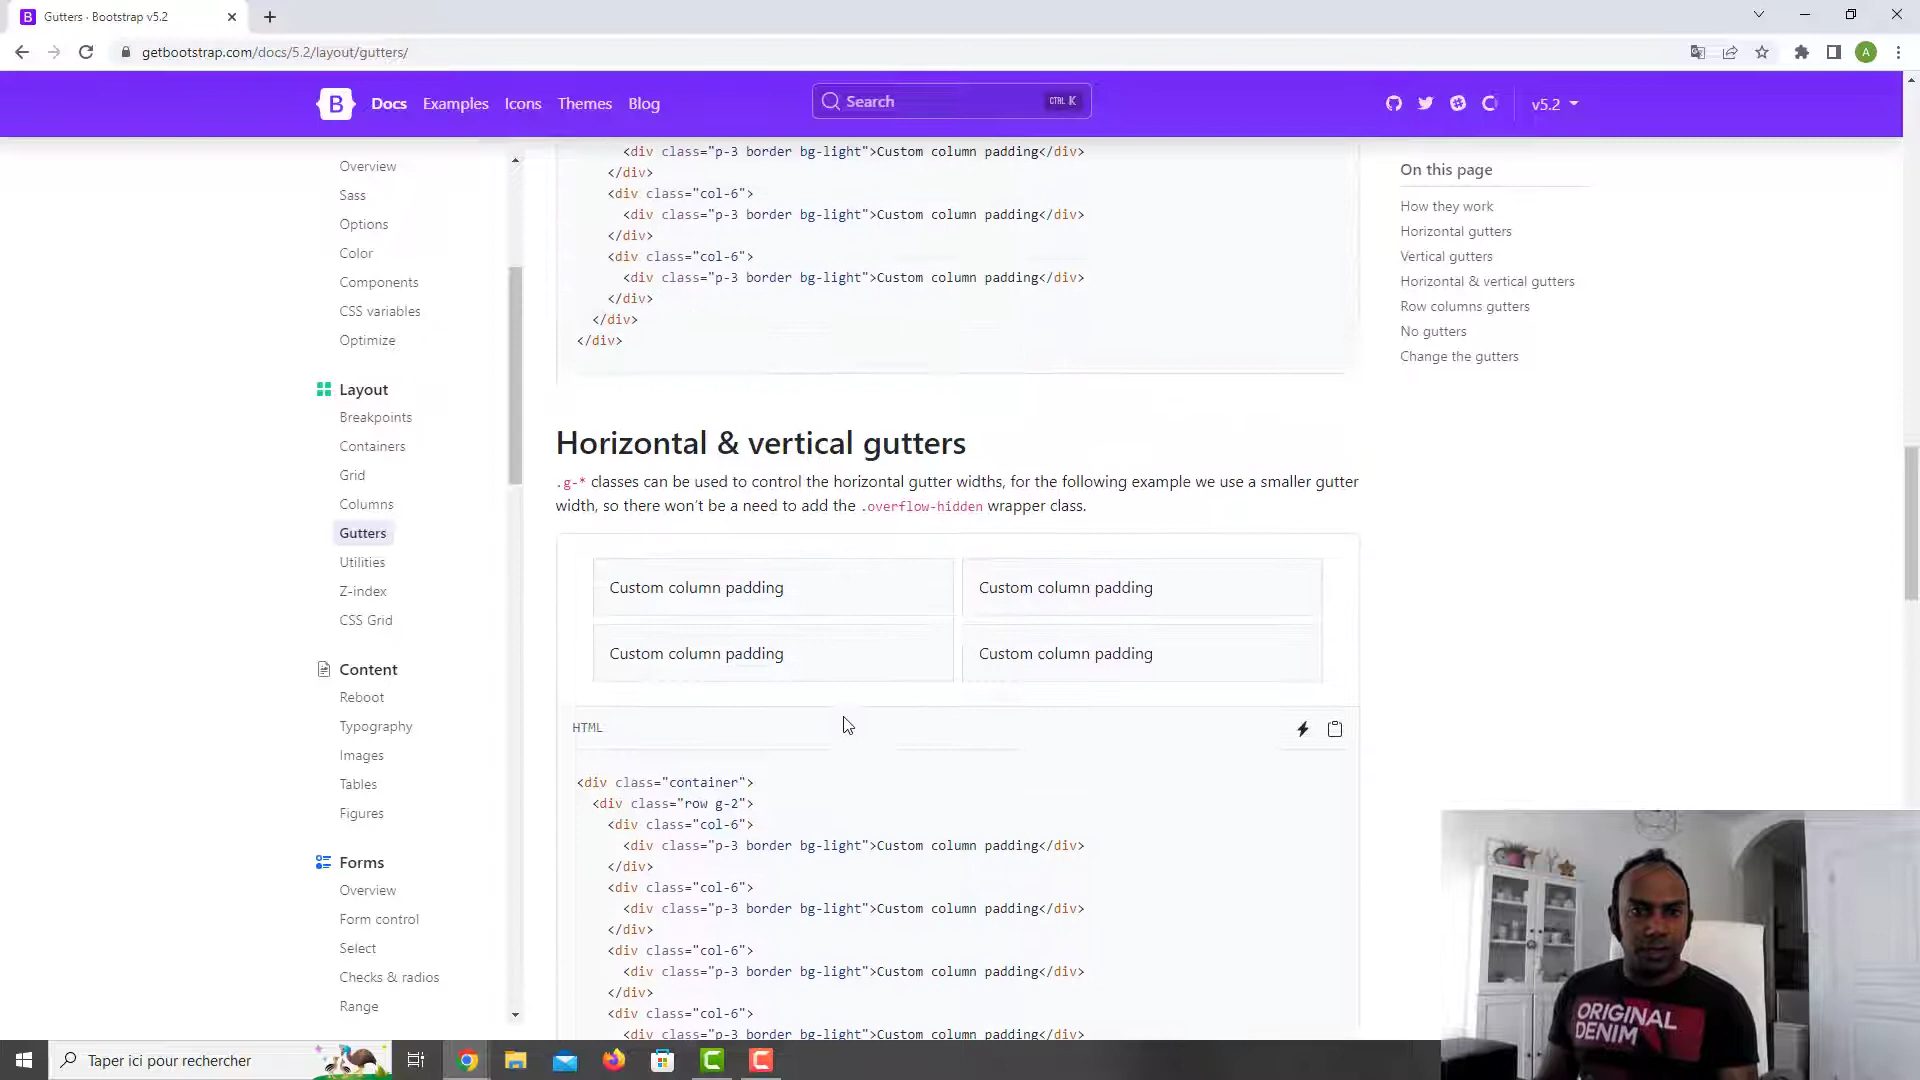 Gutters · Bootstrap v5.2
getbootstrap.com/docs/5.2/layout/gutters/
A
B
Docs
Examples
Icons
Themes
Blog
Search
CTRL K
v5.2
Overview
Sass
Options
Color
Components
CSS variables
Optimize
Layout
Breakpoints
Containers
Grid
Columns
Gutters
Utilities
Z-index
CSS Grid
Content
Reboot
Typography
Images
Tables
Figures
Forms
Overview
Form control
Select
Checks & radios
Range
<div class="p-3 border bg-light">Custom column padding</div>
</div>
<div class="col-6">
<div class="p-3 border bg-light">Custom column padding</div>
</div>
<div class="col-6">
<div class="p-3 border bg-light">Custom column padding</div>
</div>
</div>
</div>
Horizontal & vertical gutters
.g-* classes can be used to control the horizontal gutter widths, for the following example we use a smaller gutter
width, so there won't be a need to add the .overflow-hidden wrapper class.
Custom column padding
Custom column padding
Custom column padding
Custom column padding
HTML
<div class="container">
<div class="row g-2">
<div class="col-6">
<div class="p-3 border bg-light">Custom column padding</div>
</div>
<div class="col-6">
<div class="p-3 border bg-light">Custom column padding</div>
</div>
<div class="col-6">
<div class="p-3 border bg-light">Custom column padding</div>
</div>
<div class="col-6">
<div class="p-3 border bg-light">Custom column padding</div>
On this page
How they work
Horizontal gutters
Vertical gutters
Horizontal & vertical gutters
Row columns gutters
No gutters
Change the gutters
ORIGINAL
DENIM
Taper ici pour rechercher